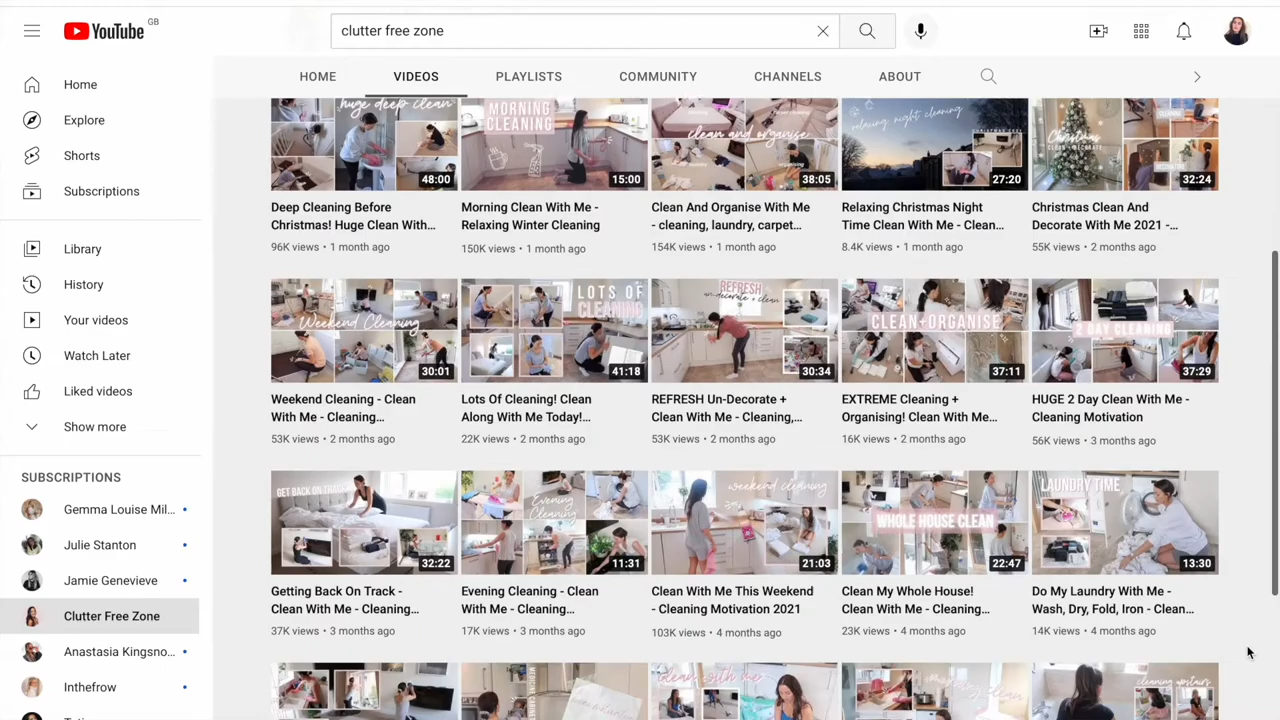 YouTube GB
clutter free zone
HOME
VIDEOS
PLAYLISTS
COMMUNITY
CHANNELS
ABOUT
Home
Explore
Shorts
Subscriptions
Library
History
Your videos
Watch Later
Liked videos
Show more
SUBSCRIPTIONS
Gemma Louise Mil...
Julie Stanton
Jamie Genevieve
Clutter Free Zone
Anastasia Kingsno...
Inthefrow
huge deep clean
48:00
Deep Cleaning Before
Christmas! Huge Clean With...
96K views • 1 month ago
MORNING
CLEANING
15:00
Morning Clean With Me -
Relaxing Winter Cleaning
150K views • 1 month ago
clean and organise
38:05
Clean And Organise With Me
- cleaning, laundry, carpet...
154K views • 1 month ago
relaxing night cleaning
27:20
Relaxing Christmas Night
Time Clean With Me - Clean...
8.4K views • 1 month ago
Christmas
CLEAN + DECORATE
32:24
Christmas Clean And
Decorate With Me 2021 -...
55K views • 2 months ago
Weekend Cleaning
30:01
Weekend Cleaning - Clean
With Me - Cleaning...
53K views • 2 months ago
LOTS OF
CLEANING
41:18
Lots Of Cleaning! Clean
Along With Me Today!...
22K views • 2 months ago
REFRESH
un-decorate + clean
30:34
REFRESH Un-Decorate +
Clean With Me - Cleaning,...
53K views • 2 months ago
CLEAN+ORGANISE
37:11
EXTREME Cleaning +
Organising! Clean With Me...
16K views • 2 months ago
2 DAY CLEANING
37:29
HUGE 2 Day Clean With Me -
Cleaning Motivation
56K views • 3 months ago
GET BACK ON TRACK
32:22
Getting Back On Track -
Clean With Me - Cleaning...
37K views • 3 months ago
Evening
Cleaning
11:31
Evening Cleaning - Clean
With Me - Cleaning...
17K views • 3 months ago
weekend cleaning
21:03
Clean With Me This Weekend
- Cleaning Motivation 2021
103K views • 4 months ago
WHOLE HOUSE CLEAN
22:47
Clean My Whole House!
Clean With Me - Cleaning...
23K views • 4 months ago
LAUNDRY TIME
13:30
Do My Laundry With Me -
Wash, Dry, Fold, Iron - Clean...
14K views • 4 months ago
clean with me
cleaning upstairs